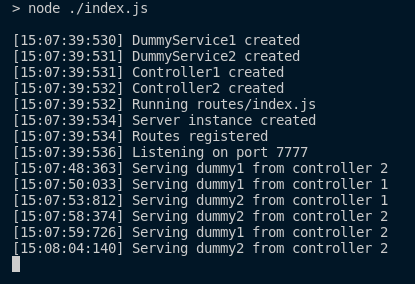 > node ./index.js
[15:07:39:530] DummyService1 created
[15:07:39:531] DummyService2 created
[15:07:39:531] Controller1 created
[15:07:39:532] Controller2 created
[15:07:39:532] Running routes/index.js
[15:07:39:534] Server instance created
[15:07:39:534] Routes registered
[15:07:39:536] Listening on port 7777
[15:07:48:363] Serving dummy1 from controller 2
[15:07:50:033] Serving dummy1 from controller 1
[15:07:53:812] Serving dummy2 from controller 1
[15:07:58:374] Serving dummy2 from controller 2
[15:07:59:726] Serving dummy1 from controller 2
[15:08:04:140] Serving dummy2 from controller 2